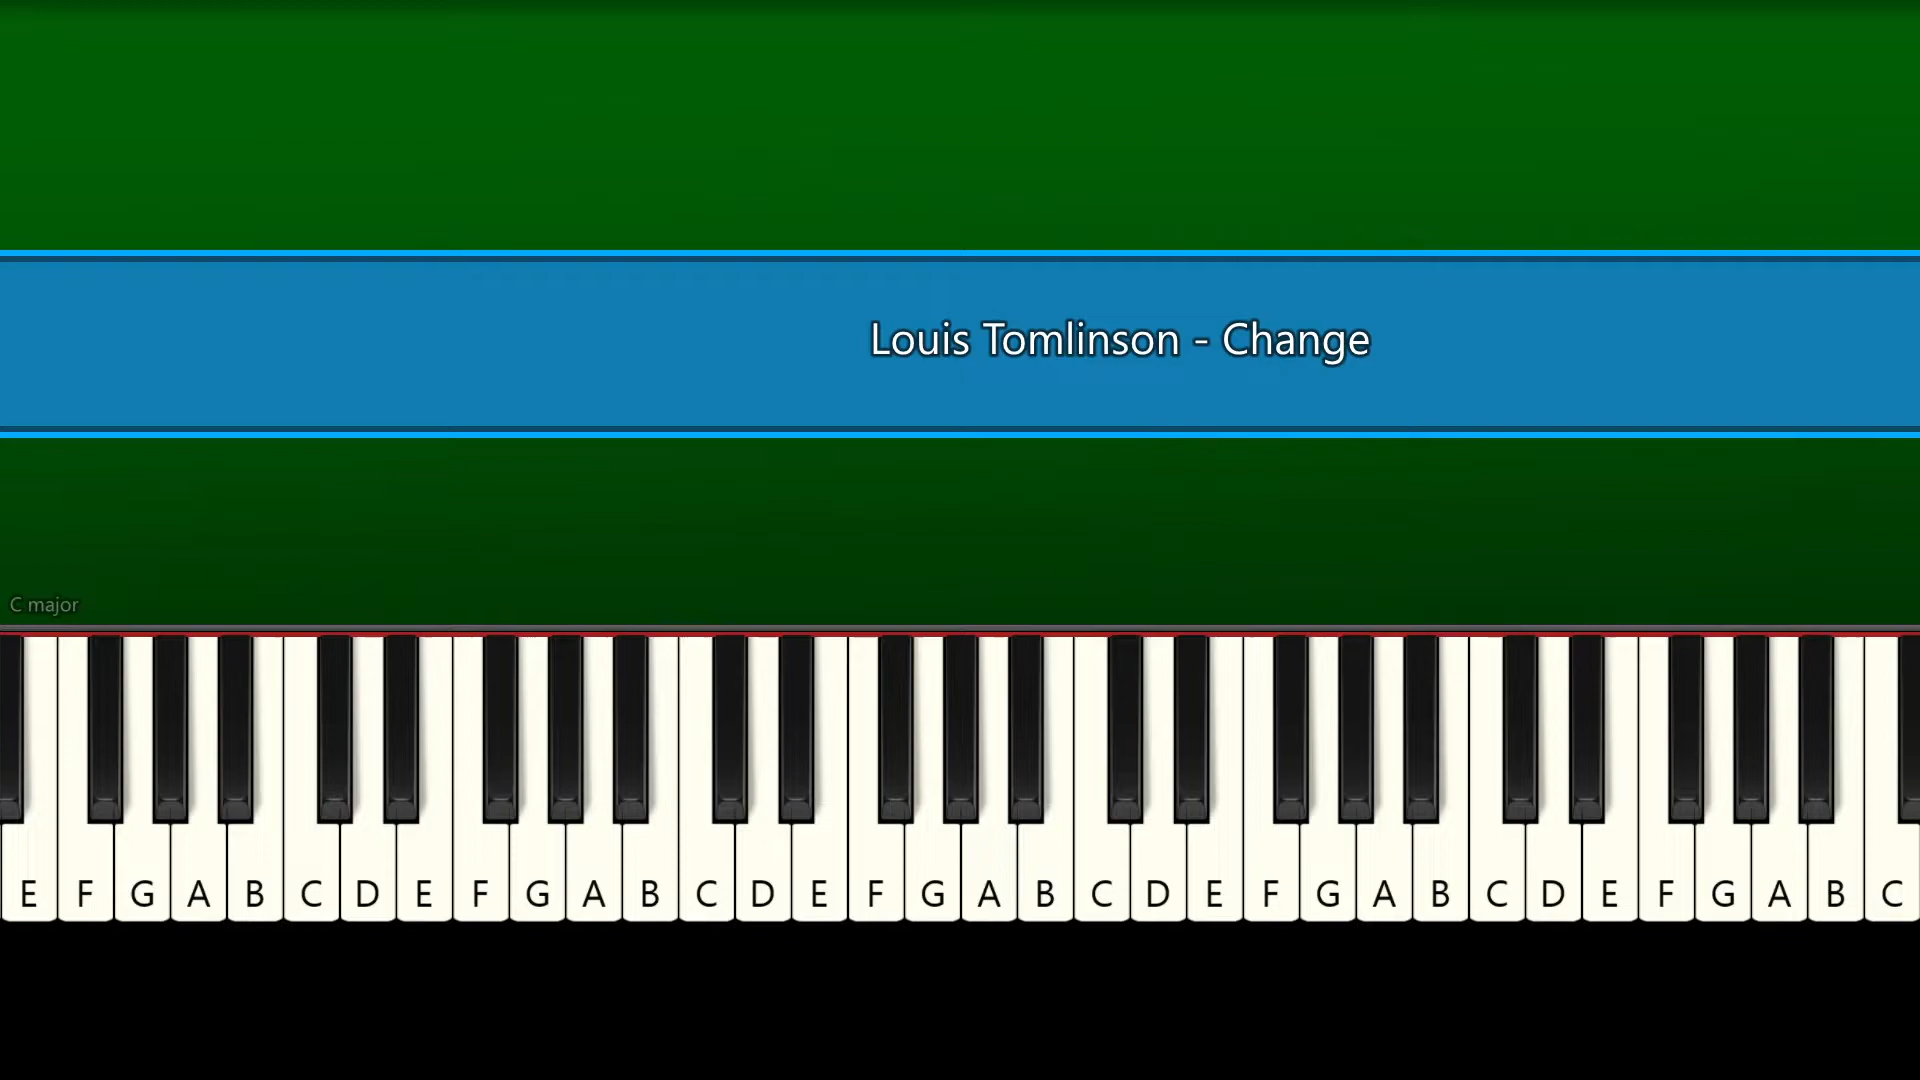 Louis Tomlinson - Change
C major
E F G A B C D E F G A B C D E F G A B C D E F G A B C D E F G A B C